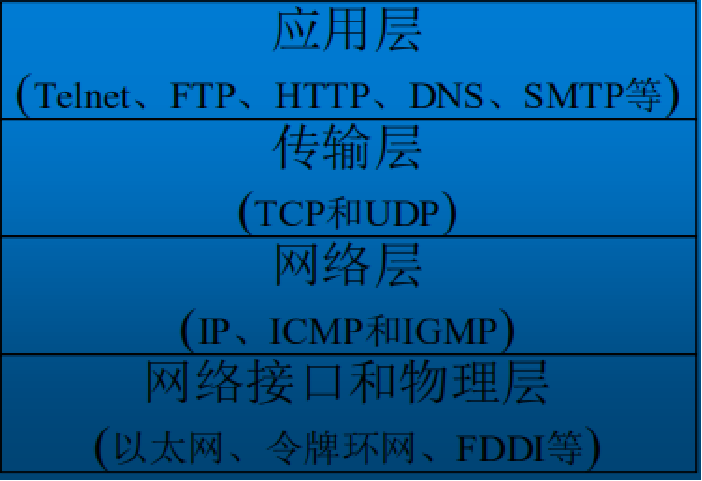 应用层
(Telnet、FTP、HTTP、DNS、SMTP等)
传输层
(TCP和UDP)
网络层
(IP、ICMP和IGMP)
网络接口和物理层
(以太网、令牌环网、FDDI等)